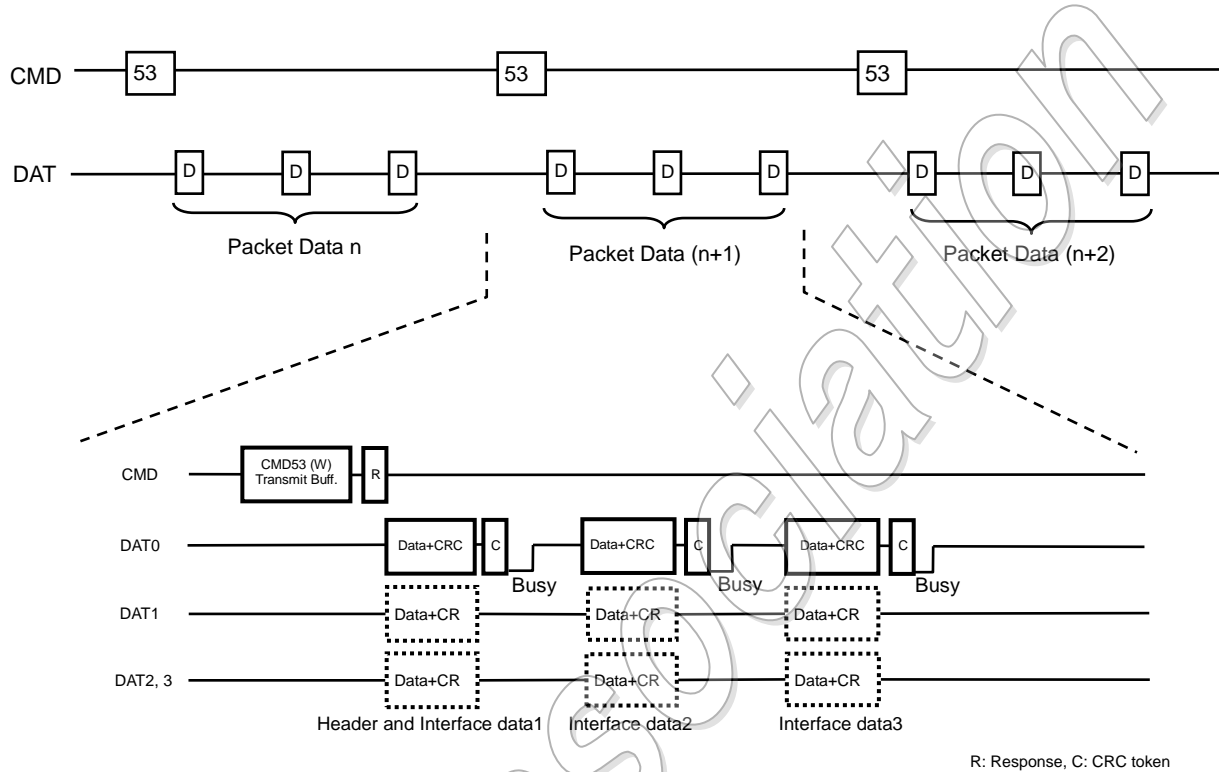 CMD 53 53 53
DAT D D D D D D D D D
Packet Data n Packet Data (n+1) Packet Data (n+2)
CMD CMD53 (W) R
Transmit Buff.
DAT0 Data+CRC C Data+CRC C Data+CRC C
Busy Busy Busy
DAT1 Data+CR Data+CR Data+CR
DAT2, 3 Data+CR Data+CR Data+CR
Header and Interface data1 Interface data2 Interface data3
R: Response, C: CRC token
ssociation